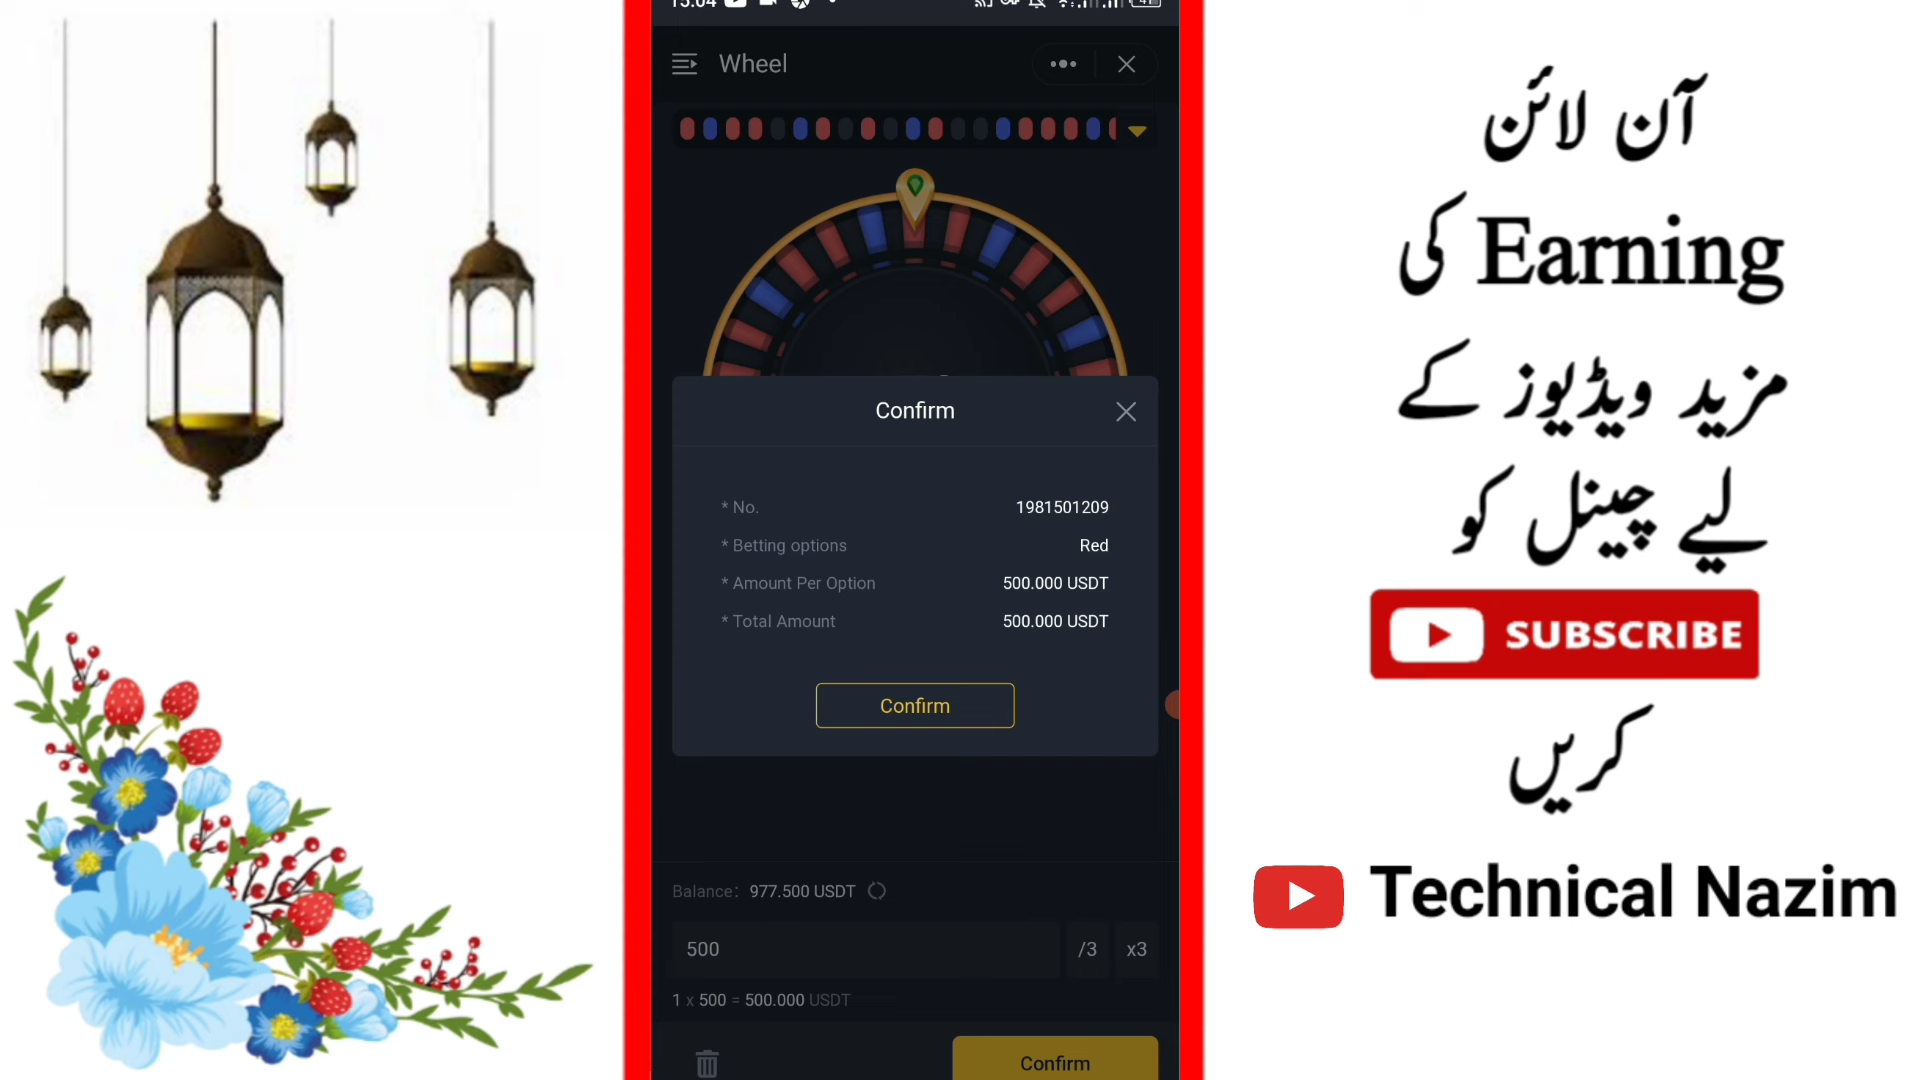 15:04
Wheel
Confirm
* No. 1981501209
* Betting options Red
* Amount Per Option 500.000 USDT
* Total Amount 500.000 USDT
Confirm
Balance: 977.500 USDT
500 /3 x3
1 x 500 = 500.000 USDT
Confirm
آن لائن
Earning کی
مزید ویڈیوز کے
لیے چینل کو
SUBSCRIBE
کریں
Technical Nazim